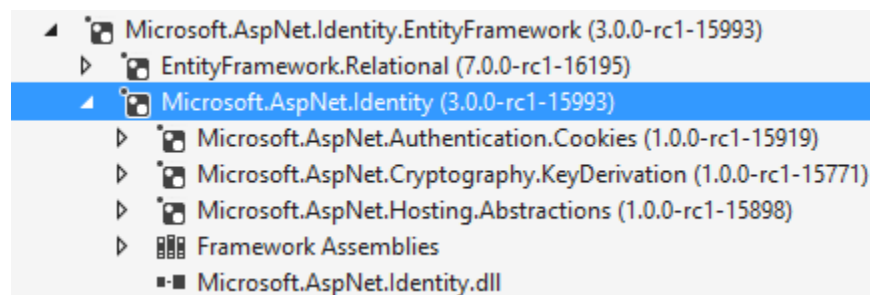 Microsoft.AspNet.Identity.EntityFramework (3.0.0-rc1-15993)
EntityFramework.Relational (7.0.0-rc1-16195)
Microsoft.AspNet.Identity (3.0.0-rc1-15993)
Microsoft.AspNet.Authentication.Cookies (1.0.0-rc1-15919)
Microsoft.AspNet.Cryptography.KeyDerivation (1.0.0-rc1-15771)
Microsoft.AspNet.Hosting.Abstractions (1.0.0-rc1-15898)
Framework Assemblies
Microsoft.AspNet.Identity.dll